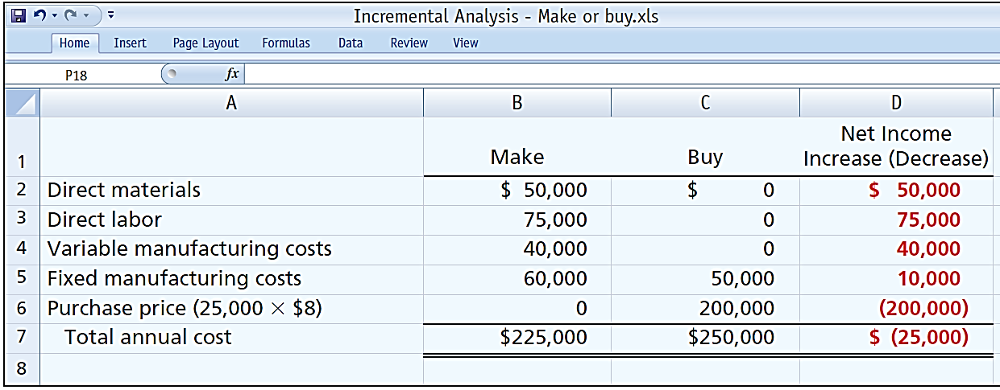 Incremental Analysis - Make or buy.xls
Home Insert Page Layout Formulas Data Review View
P18 fx
A B C D
Net Income
1 Make Buy Increase (Decrease)
2 Direct materials $ 50,000 $ 0 $ 50,000
3 Direct labor 75,000 0 75,000
4 Variable manufacturing costs 40,000 0 40,000
5 Fixed manufacturing costs 60,000 50,000 10,000
6 Purchase price (25,000 × $8) 0 200,000 (200,000)
7 Total annual cost $225,000 $250,000 $ (25,000)
8